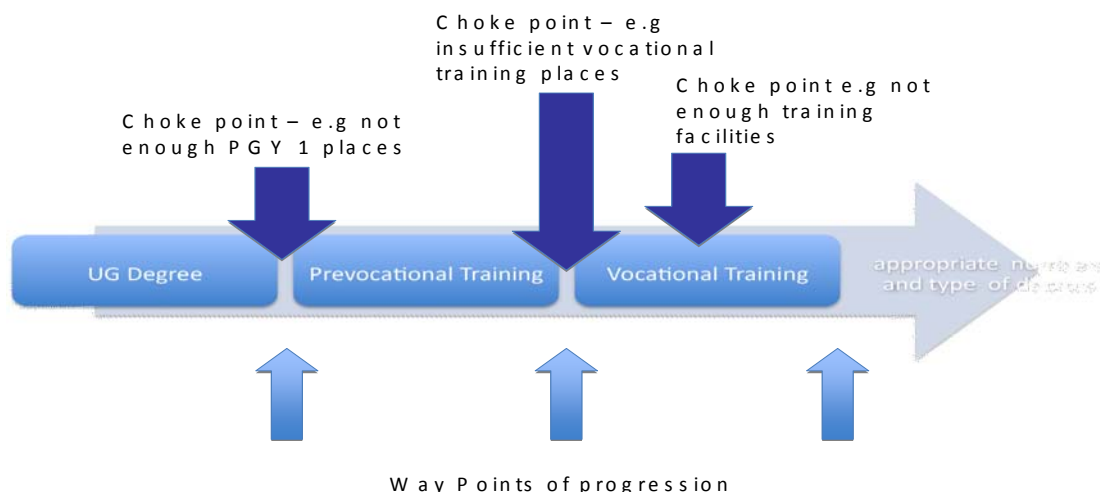 Choke point – e.g
insufficient vocational
training places
Choke point e.g not
enough training
facilities
Choke point – e.g not
enough PGY 1 places
UG Degree
Prevocational Training
Vocational Training
appropriate
and type of
Way Points of progression